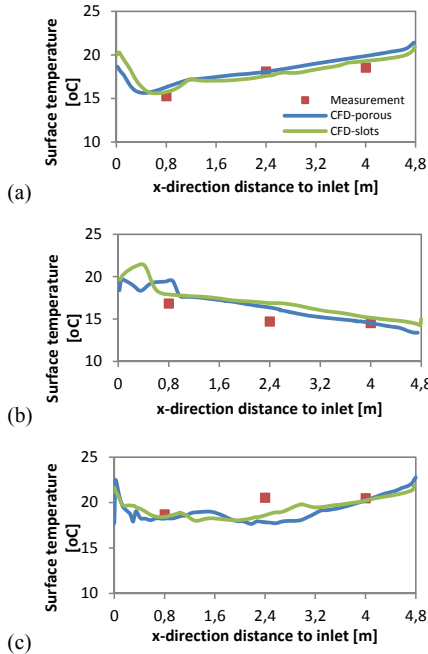 25
20
15
10
Surface temperature
[oC]
Measurement
CFD-porous
CFD-slots
0 0,8 1,6 2,4 3,2 4 4,8
x-direction distance to inlet [m]
(a)
25
20
15
10
Surface temperature
[oC]
0 0,8 1,6 2,4 3,2 4 4,8
x-direction distance to inlet [m]
(b)
25
20
15
10
Surface temperature
[oC]
0 0,8 1,6 2,4 3,2 4 4,8
x-direction distance to inlet [m]
(c)